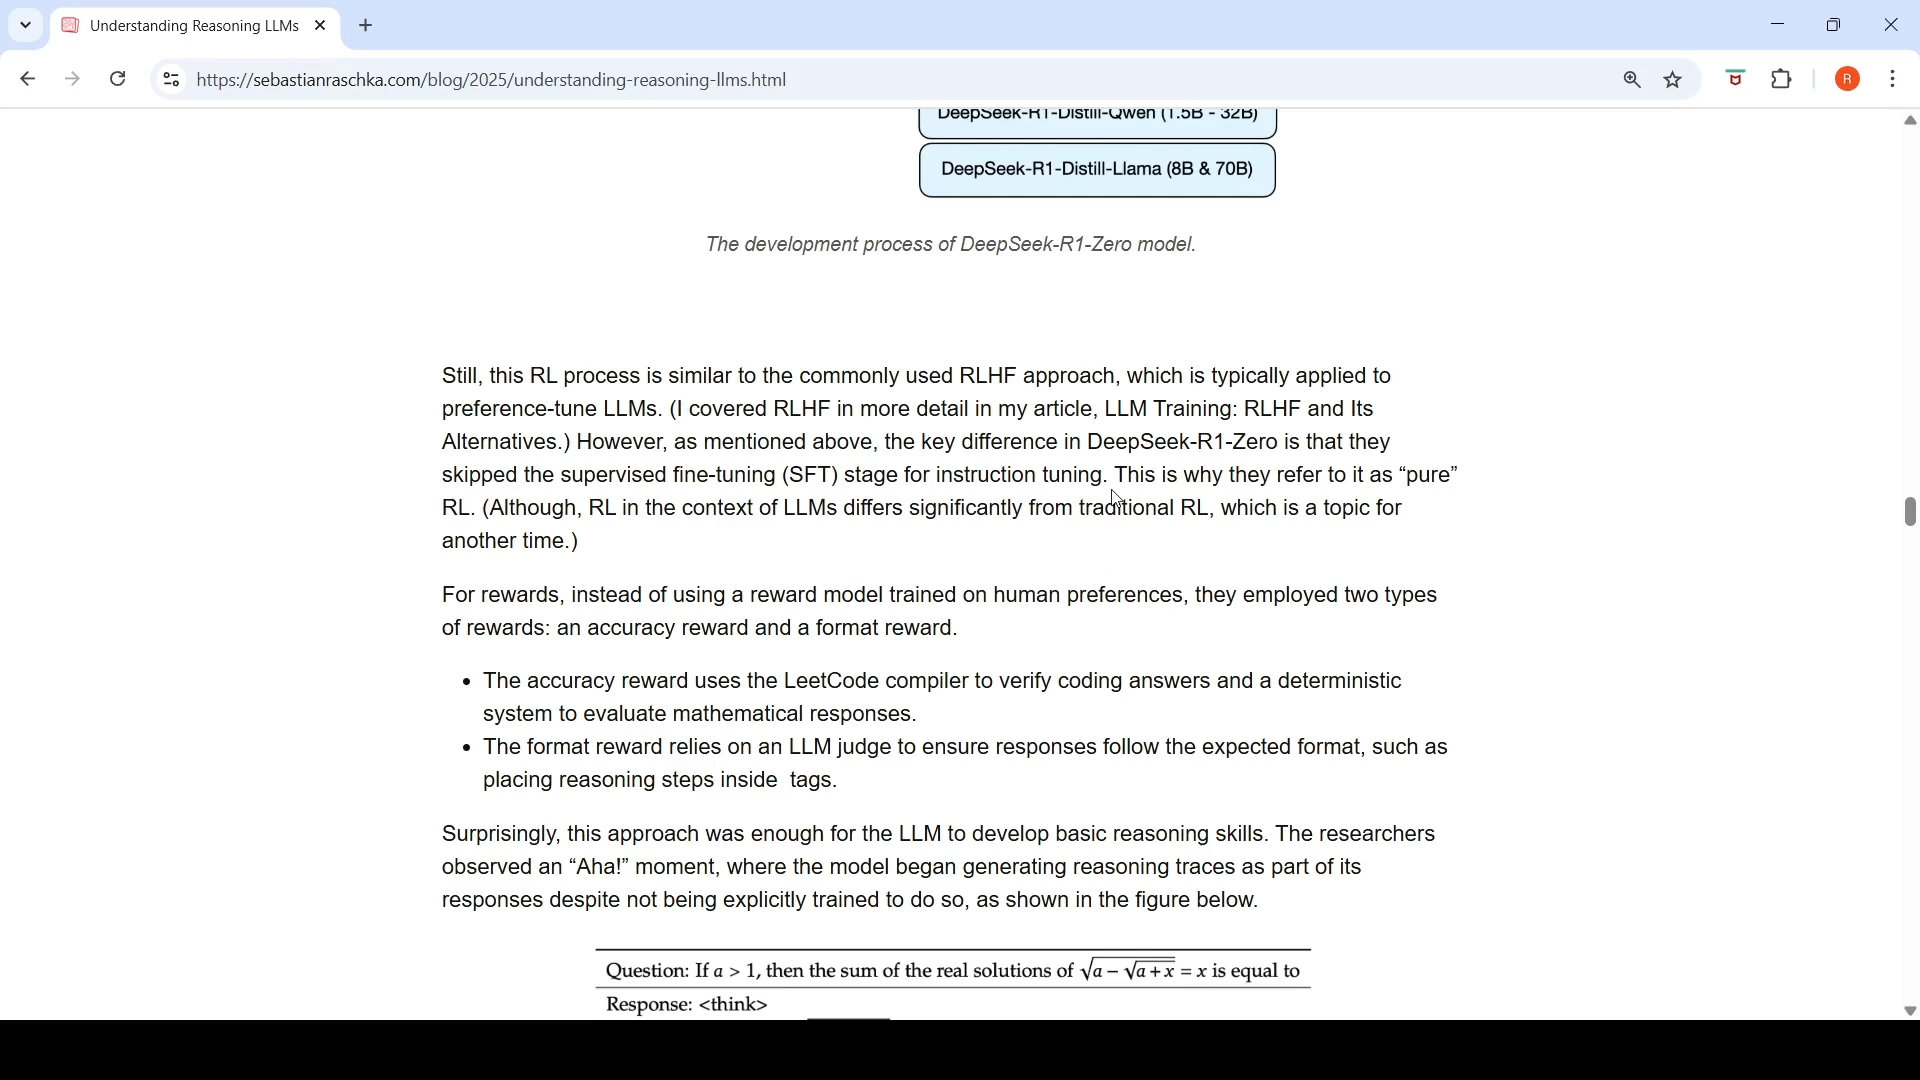 Understanding Reasoning LLMs
https://sebastianraschka.com/blog/2025/understanding-reasoning-llms.html
R
DeepSeek-R1-Distill-Qwen (1.5B - 32B)
DeepSeek-R1-Distill-Llama (8B & 70B)
The development process of DeepSeek-R1-Zero model.
Still, this RL process is similar to the commonly used RLHF approach, which is typically applied to
preference-tune LLMs. (I covered RLHF in more detail in my article, LLM Training: RLHF and Its
Alternatives.) However, as mentioned above, the key difference in DeepSeek-R1-Zero is that they
skipped the supervised fine-tuning (SFT) stage for instruction tuning. This is why they refer to it as “pure”
RL. (Although, RL in the context of LLMs differs significantly from traditional RL, which is a topic for
another time.)
For rewards, instead of using a reward model trained on human preferences, they employed two types
of rewards: an accuracy reward and a format reward.
• The accuracy reward uses the LeetCode compiler to verify coding answers and a deterministic
system to evaluate mathematical responses.
• The format reward relies on an LLM judge to ensure responses follow the expected format, such as
placing reasoning steps inside  tags.
Surprisingly, this approach was enough for the LLM to develop basic reasoning skills. The researchers
observed an “Aha!” moment, where the model began generating reasoning traces as part of its
responses despite not being explicitly trained to do so, as shown in the figure below.
Question: If a > 1, then the sum of the real solutions of √(a − √(a + x)) = x is equal to
Response: <think>